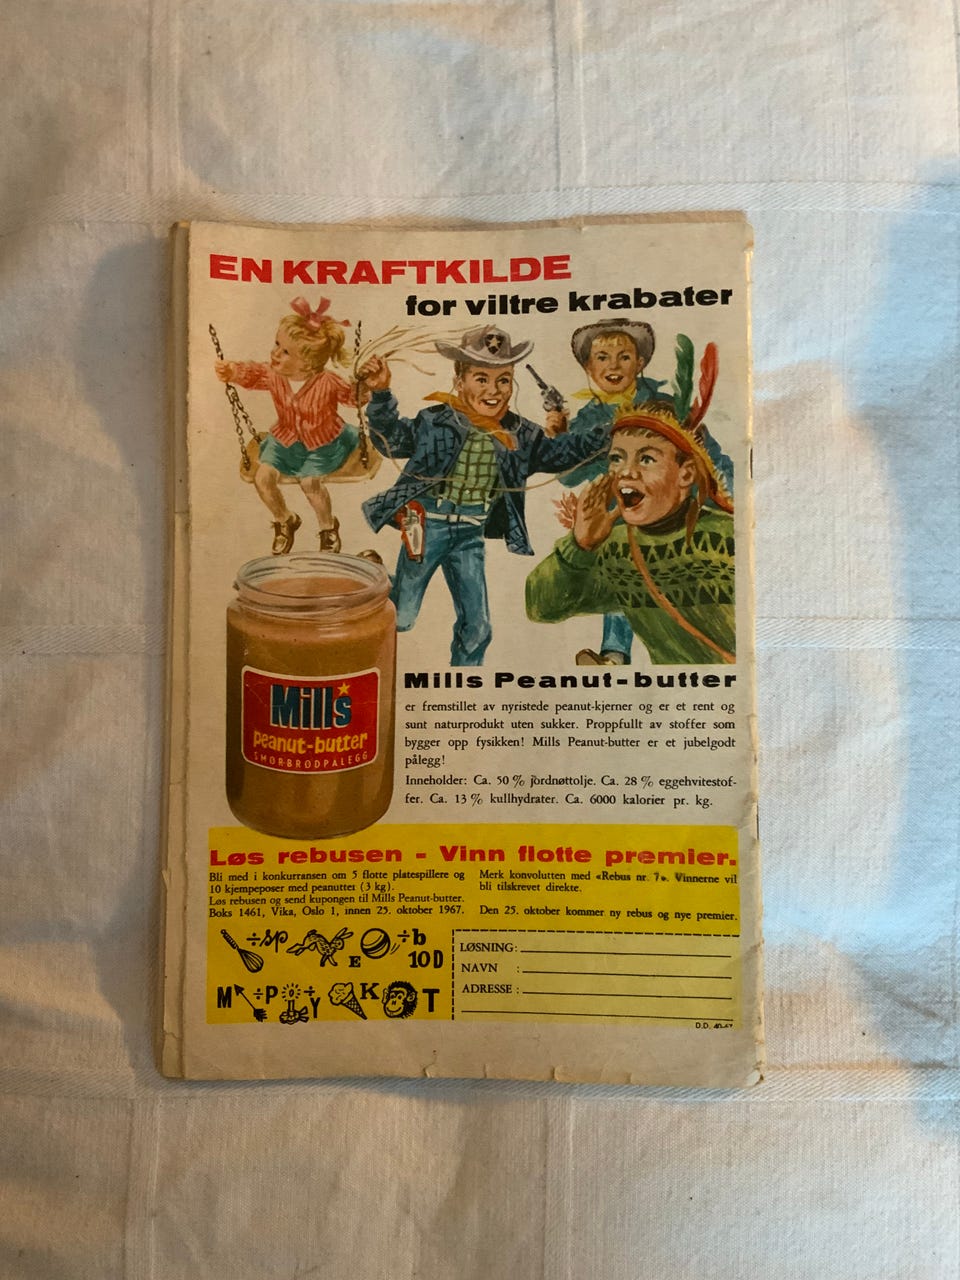 EN KRAFTKILDE
for viltre krabater
Mills
peanut-butter
SMØRBRØDPÅLEGG
Mills Peanut-butter
er fremstillet av nyristede peanut-kjerner og er et rent og
sunt naturprodukt uten sukker. Proppfullt av stoffer som
bygger opp fysikken! Mills Peanut-butter er et jubelgodt
pålegg!
Inneholder: Ca. 50 % jordnøttolje. Ca. 28 % eggehvitestof-
fer. Ca. 13 % kullhydrater. Ca. 6000 kalorier pr. kg.
Løs rebusen - Vinn flotte premier.
Bli med i konkurransen om 5 flotte platespillere og
10 kjempeposer med peanutter (3 kg).
Løs rebusen og send kupongen til Mills Peanut-butter.
Boks 1461, Vika, Oslo 1, innen 25. oktober 1967.
Merk konvolutten med «Rebus nr. 7». Vinnerne vil
bli tilskrevet direkte.
Den 25. oktober kommer ny rebus og nye premier.
÷sp E ÷b 10D
M ÷P ÷Y K T
LØSNING:
NAVN :
ADRESSE :
D.D. 40-67